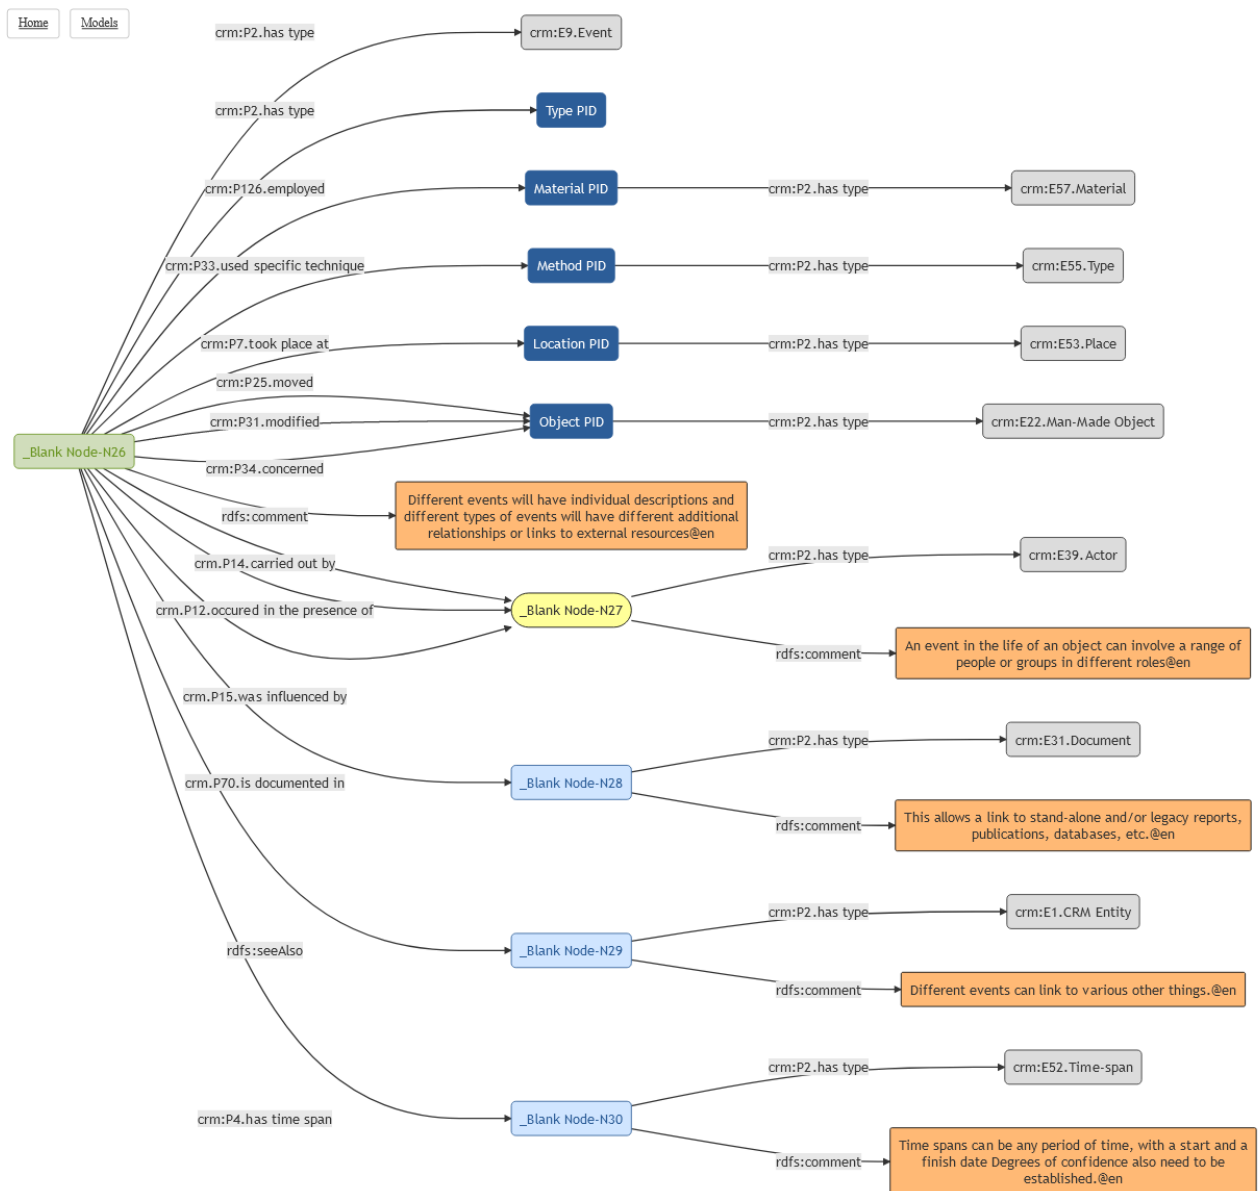 Home
Models
crm:P2.has type
crm:E9.Event
crm:P2.has type
Type PID
crm:P126.employed
Material PID
crm:P2.has type
crm:E57.Material
crm:P33.used specific technique
Method PID
crm:P2.has type
crm:E55.Type
crm:P7.took place at
Location PID
crm:P2.has type
crm:E53.Place
crm:P25.moved
crm:P31.modified
Object PID
crm:P2.has type
crm:E22.Man-Made Object
_Blank Node-N26
crm:P34.concerned
rdfs:comment
Different events will have individual descriptions and
different types of events will have different additional
relationships or links to external resources@en
crm.P14.carried out by
crm.P12.occured in the presence of
_Blank Node-N27
crm:P2.has type
crm:E39.Actor
rdfs:comment
An event in the life of an object can involve a range of
people or groups in different roles@en
crm.P15.was influenced by
crm.P70.is documented in
_Blank Node-N28
crm:P2.has type
crm:E31.Document
rdfs:comment
This allows a link to stand-alone and/or legacy reports,
publications, databases, etc.@en
rdfs:seeAlso
_Blank Node-N29
crm:P2.has type
crm:E1.CRM Entity
rdfs:comment
Different events can link to various other things.@en
crm:P4.has time span
_Blank Node-N30
crm:P2.has type
crm:E52.Time-span
rdfs:comment
Time spans can be any period of time, with a start and a
finish date Degrees of confidence also need to be
established.@en